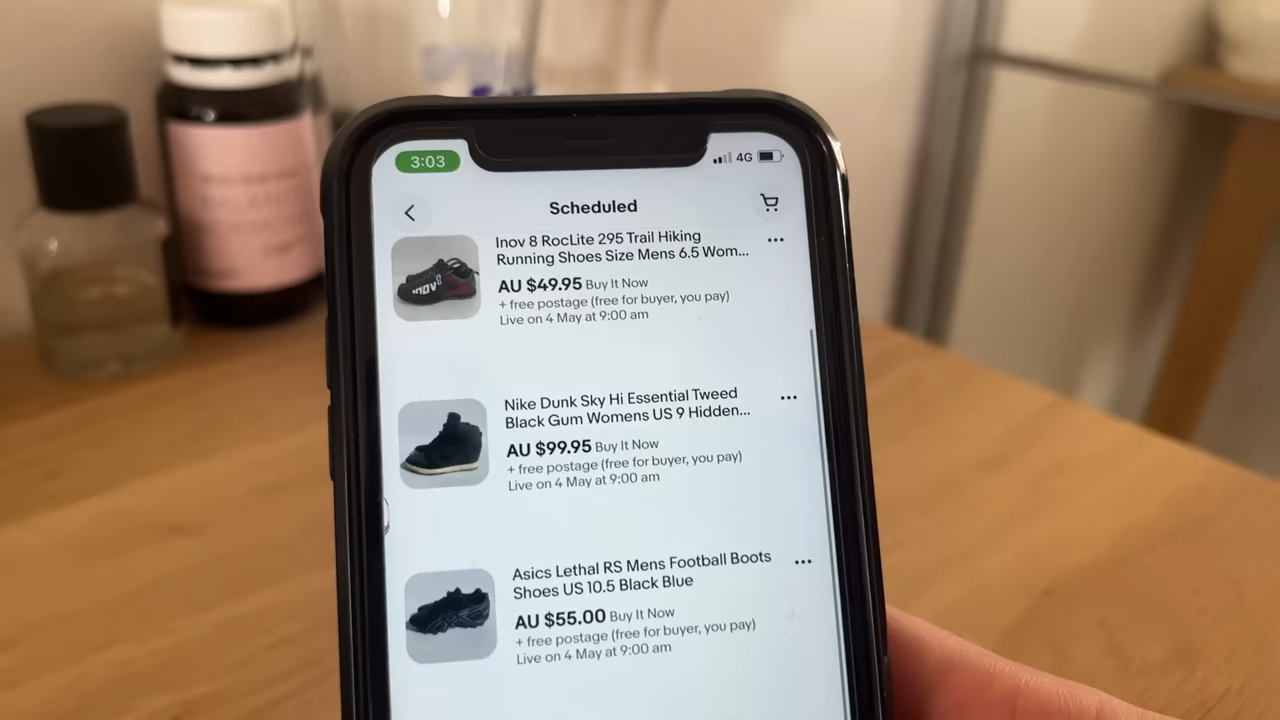 3:03
4G
Scheduled
Inov 8 RocLite 295 Trail Hiking
Running Shoes Size Mens 6.5 Wom...
AU $49.95 Buy It Now
+ free postage (free for buyer, you pay)
Live on 4 May at 9:00 am
Nike Dunk Sky Hi Essential Tweed
Black Gum Womens US 9 Hidden...
AU $99.95 Buy It Now
+ free postage (free for buyer, you pay)
Live on 4 May at 9:00 am
Asics Lethal RS Mens Football Boots
Shoes US 10.5 Black Blue
AU $55.00 Buy It Now
+ free postage (free for buyer, you pay)
Live on 4 May at 9:00 am